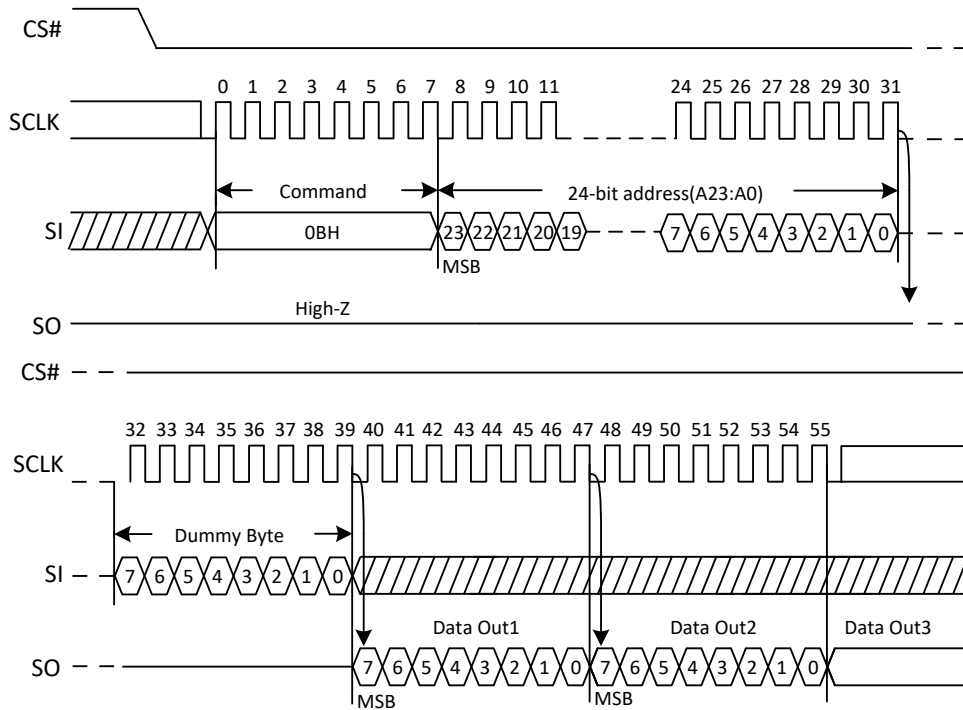 CS#
0 1 2 3 4 5 6 7 8 9 10 11 24 25 26 27 28 29 30 31
SCLK
Command 24-bit address(A23:A0)
SI 0BH 23 22 21 20 19 7 6 5 4 3 2 1 0
MSB
High-Z
SO
CS#
32 33 34 35 36 37 38 39 40 41 42 43 44 45 46 47 48 49 50 51 52 53 54 55
SCLK
Dummy Byte
SI 7 6 5 4 3 2 1 0
Data Out1 Data Out2 Data Out3
SO 7 6 5 4 3 2 1 0 7 6 5 4 3 2 1 0
MSB MSB